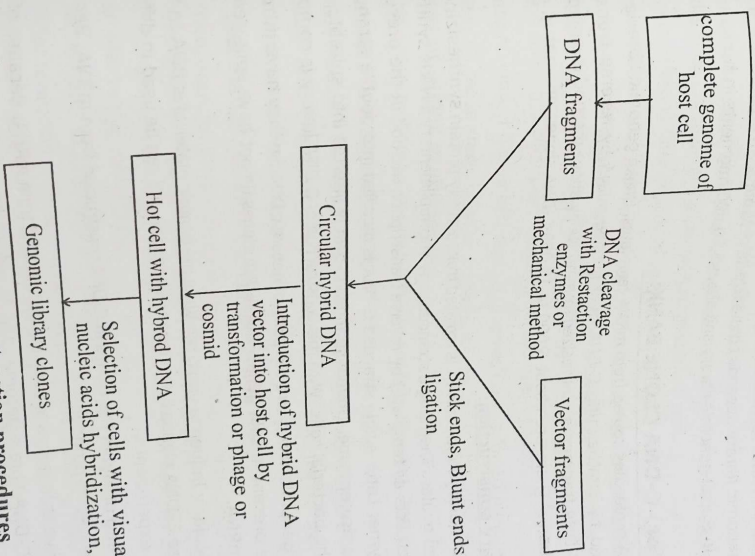 complete genome of
host cell
DNA fragments
DNA cleavage
with Restaction
enzymes or
mechanical method
Vector fragments
Stick ends, Blunt ends
ligation
Circular hybrid DNA
Introduction of hybrid DNA
vector into host cell by
transformation or phage or
cosmid
Hot cell with hybrod DNA
Selection of cells with visua
nucleic acids hybridization,
Genomic library clones
procedures